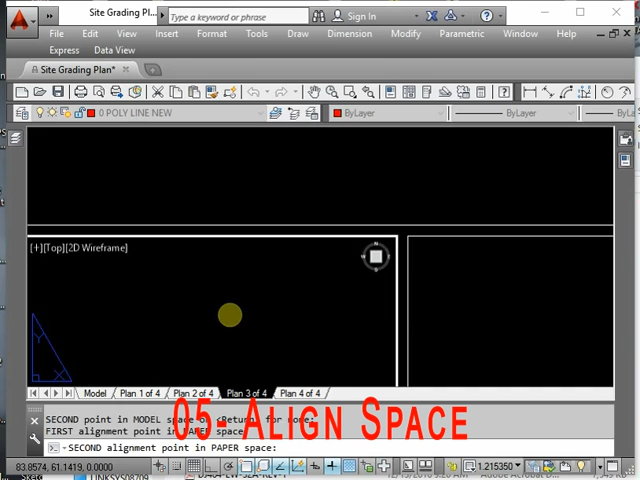 Site Grading Pl...
Type a keyword or phrase
Sign In
File Edit View Insert Format Tools Draw Dimension Modify Parametric Window Help
Express Data View
Site Grading Plan*
0 POLY LINE NEW
ByLayer
ByLayer
[+][Top][2D Wireframe]
N
Y
X
Model Plan 1 of 4 Plan 2 of 4 Plan 3 of 4 Plan 4 of 4
SECOND point in MODEL space or <Return> for none:
FIRST alignment point in PAPER space:
05- Align Space
SECOND alignment point in PAPER space:
83.8574, 61.1419, 0.0000
1.215350
LINKSYS08709